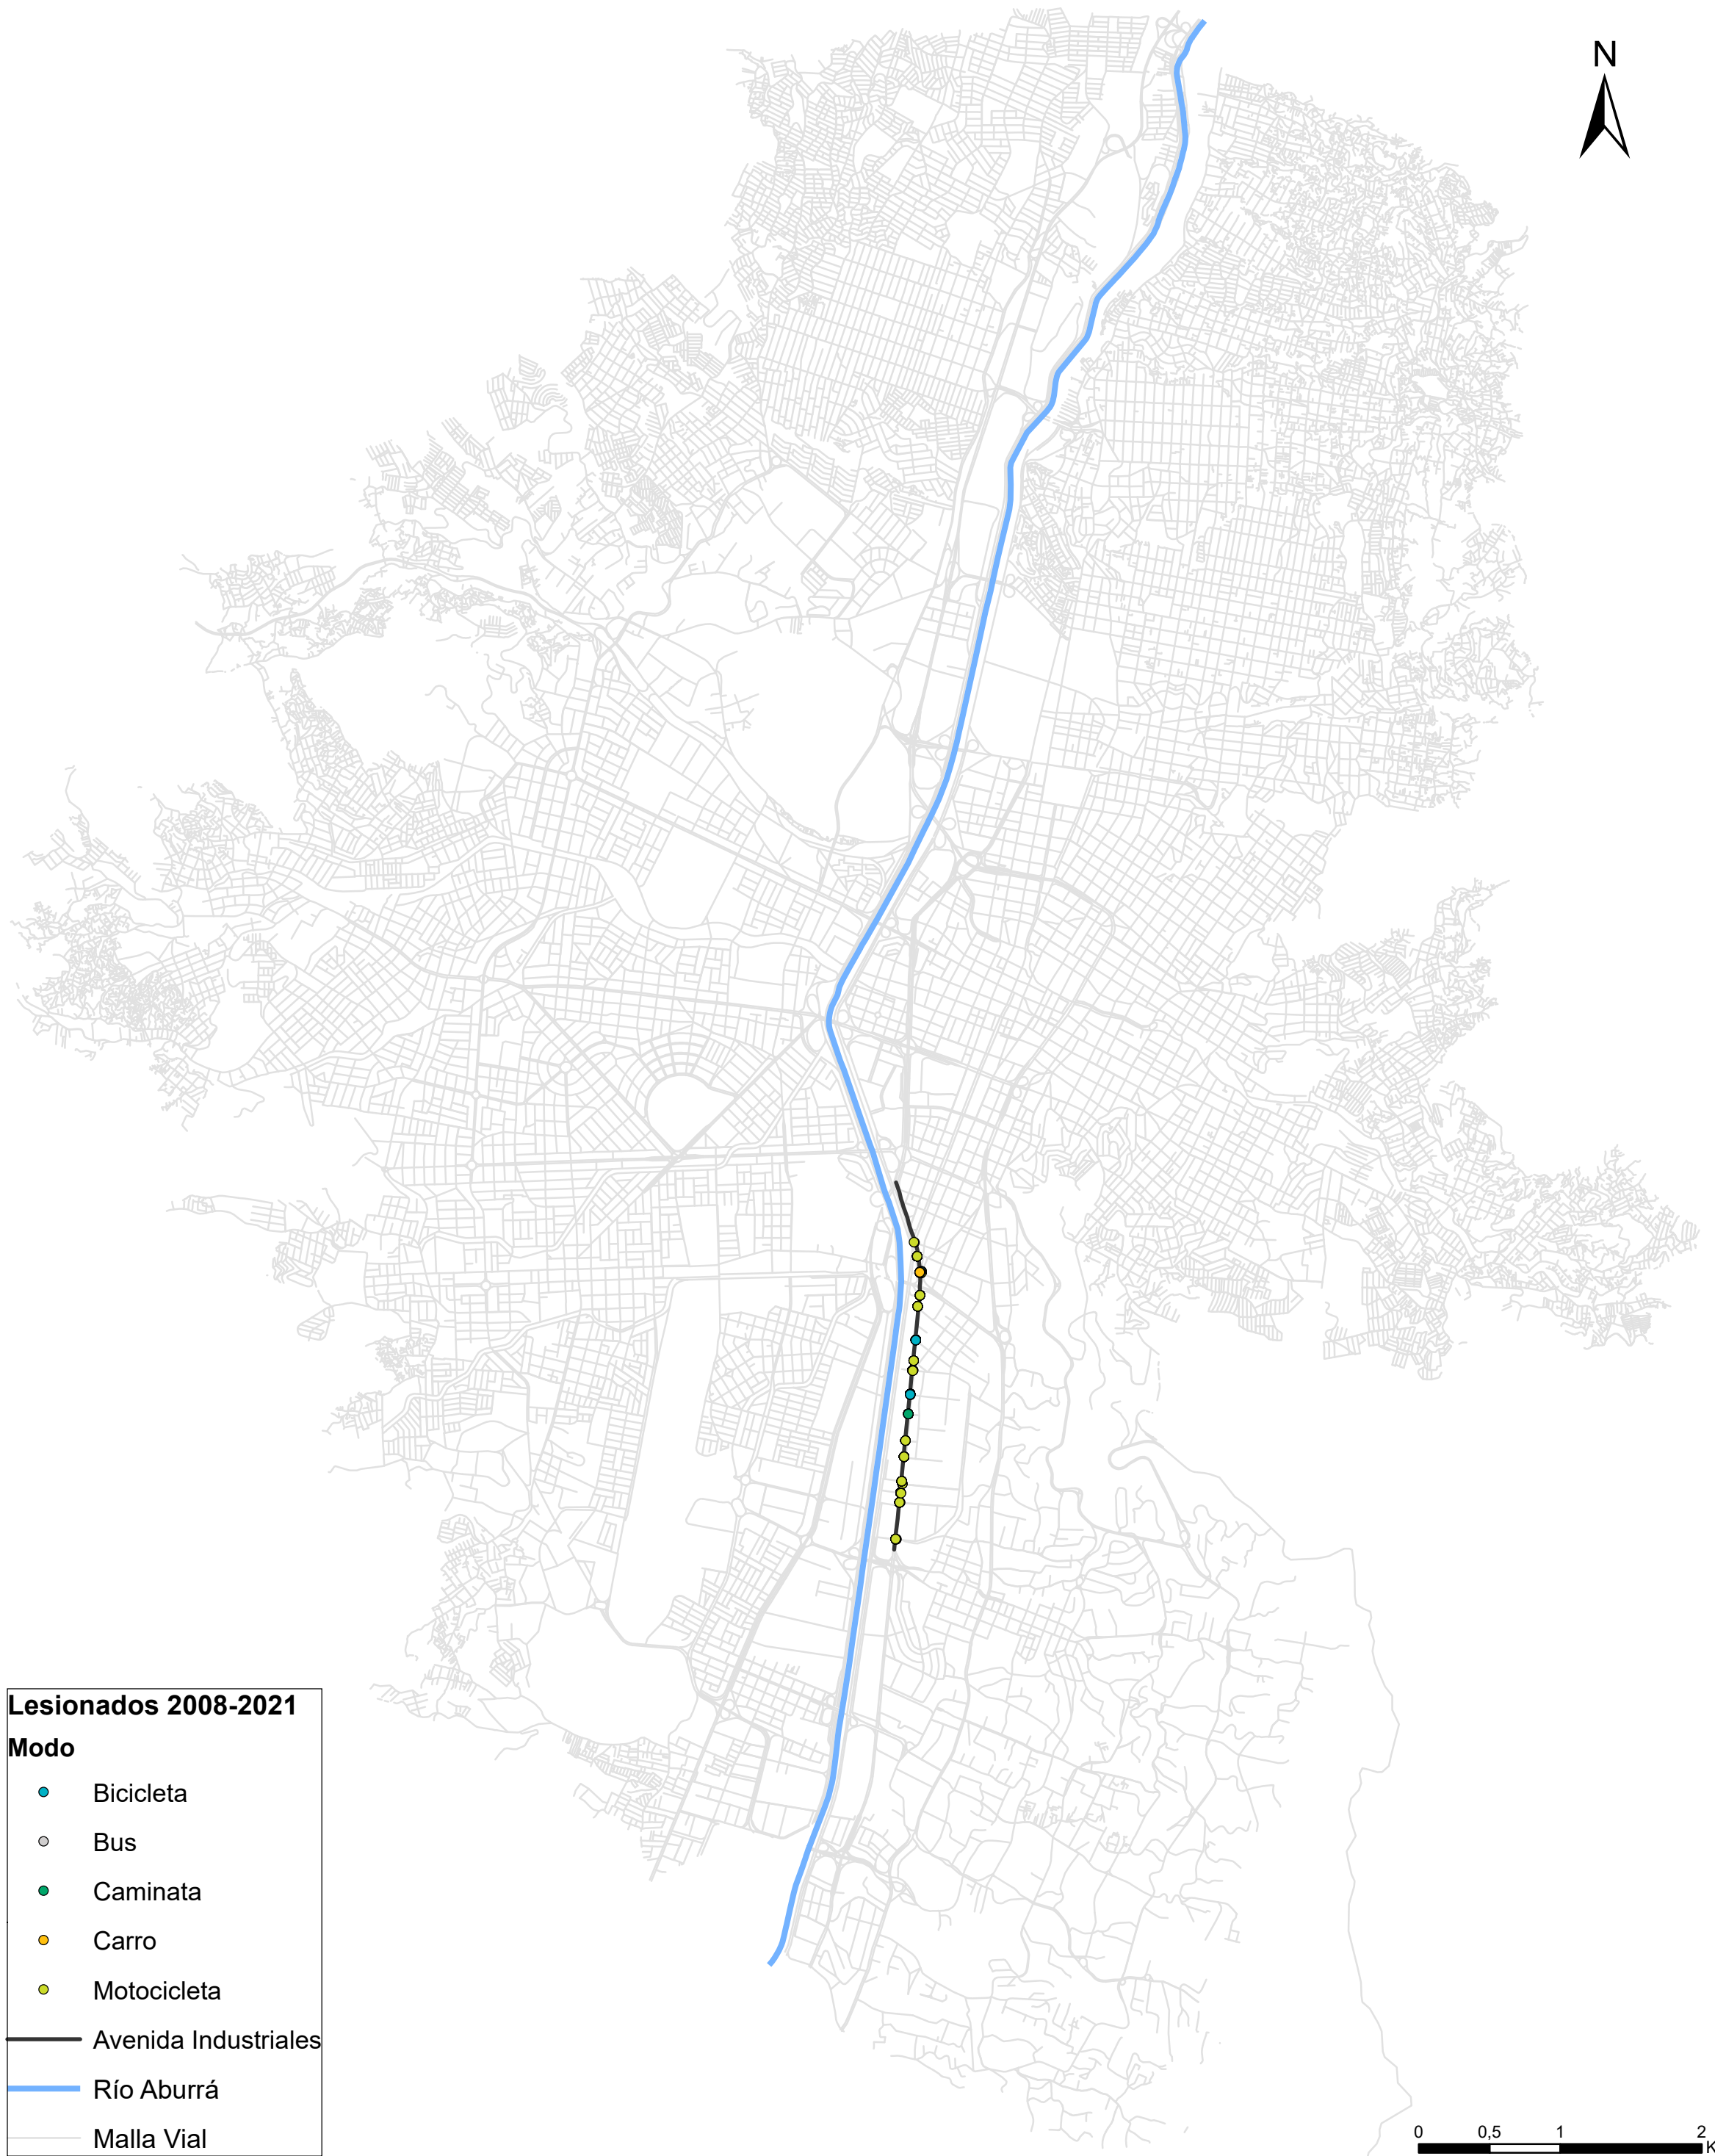 N
Lesionados 2008-2021
Modo
Bicicleta
Bus
Caminata
Carro
Motocicleta
Avenida Industriales
Río Aburrá
Malla Vial
0 0,5 1 2
K